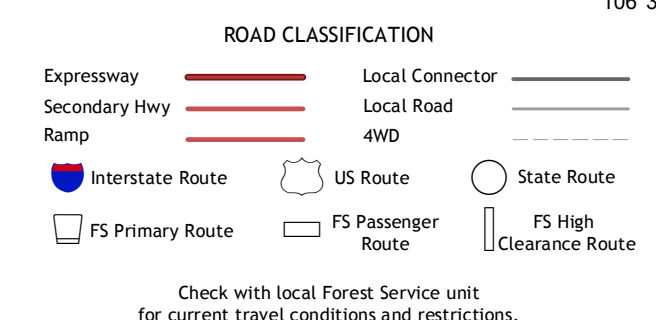 106 3
ROAD CLASSIFICATION
Expressway
Local Connector
Secondary Hwy
Local Road
Ramp
4WD
Interstate Route
US Route
State Route
FS Primary Route
FS Passenger
Route
FS High
Clearance Route
Check with local Forest Service unit
for current travel conditions and restrictions.